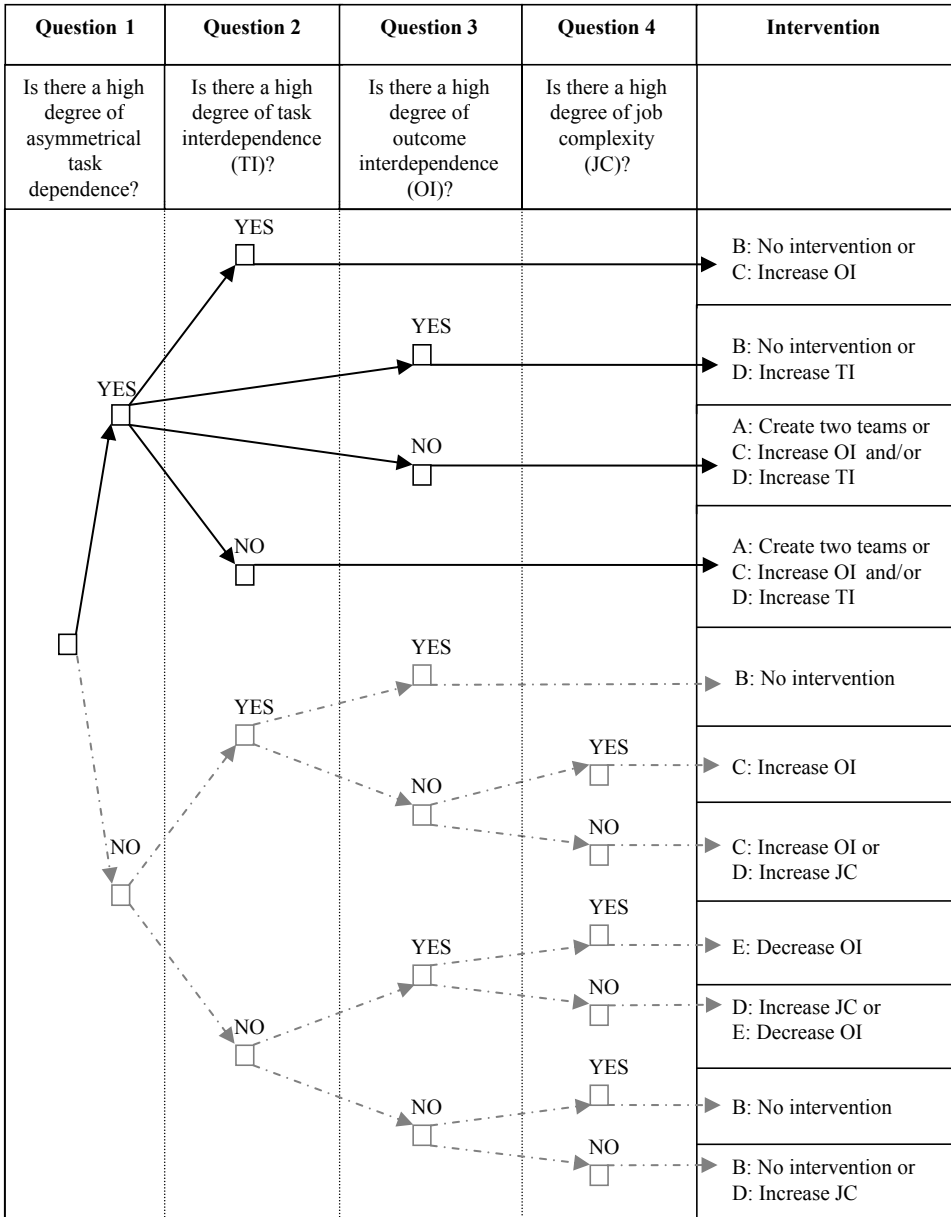 Question 1 Question 2 Question 3 Question 4 Intervention
Is there a high
degree of
asymmetrical
task
dependence?
Is there a high
degree of task
interdependence
(TI)?
Is there a high
degree of
outcome
interdependence
(OI)?
Is there a high
degree of job
complexity
(JC)?
YES
B: No intervention or
C: Increase OI
YES
B: No intervention or
D: Increase TI
YES
NO
A: Create two teams or
C: Increase OI and/or
D: Increase TI
NO
A: Create two teams or
C: Increase OI and/or
D: Increase TI
YES
B: No intervention
YES
YES
C: Increase OI
NO
NO
C: Increase OI or
D: Increase JC
NO
YES
E: Decrease OI
YES
NO
D: Increase JC or
E: Decrease OI
NO
YES
B: No intervention
NO
NO
B: No intervention or
D: Increase JC